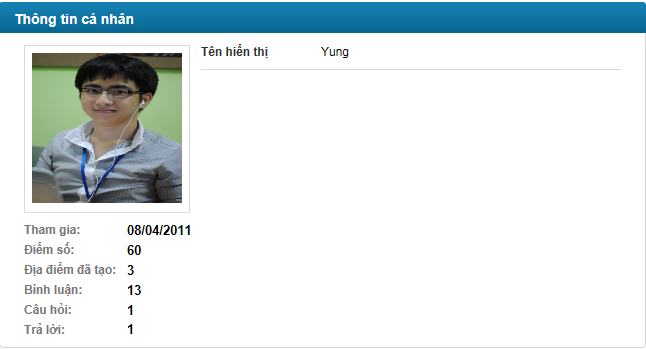 Thông tin cá nhân
Tên hiển thị Yung
Tham gia: 08/04/2011
Điểm số: 60
Địa điểm đã tạo: 3
Bình luận: 13
Câu hỏi: 1
Trả lời: 1